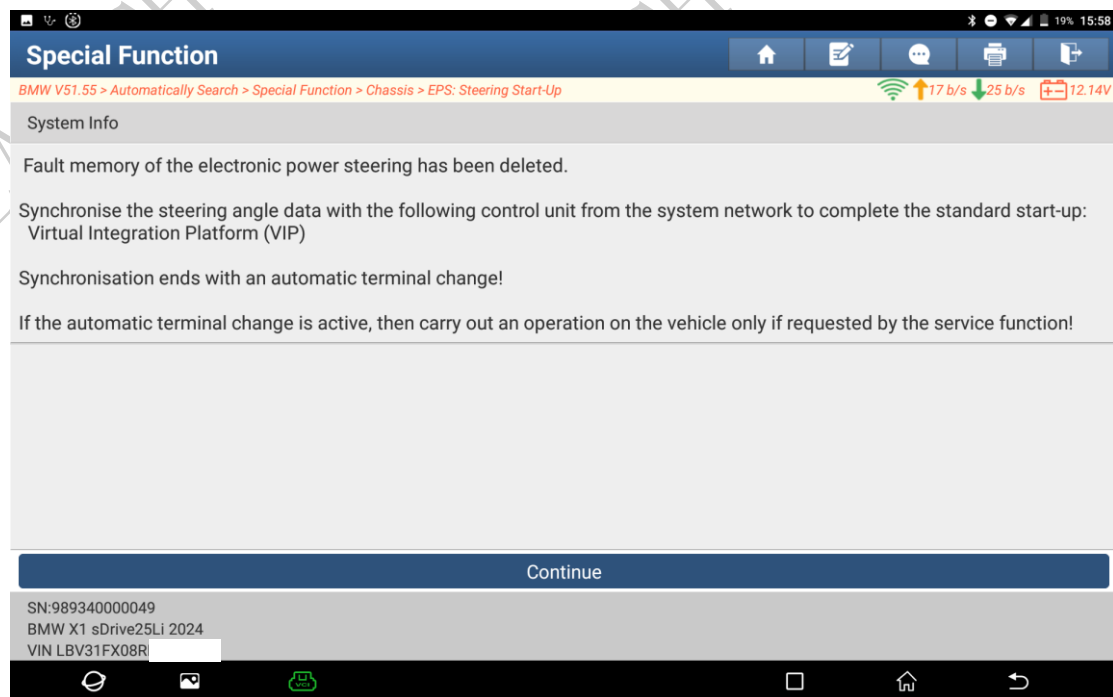 19% 15:58
Special Function
BMW V51.55 > Automatically Search > Special Function > Chassis > EPS: Steering Start-Up
17 b/s 25 b/s 12.14V
System Info
Fault memory of the electronic power steering has been deleted.
Synchronise the steering angle data with the following control unit from the system network to complete the standard start-up:
Virtual Integration Platform (VIP)
Synchronisation ends with an automatic terminal change!
If the automatic terminal change is active, then carry out an operation on the vehicle only if requested by the service function!
Continue
SN:989340000049
BMW X1 sDrive25Li 2024
VIN LBV31FX08R
VCI